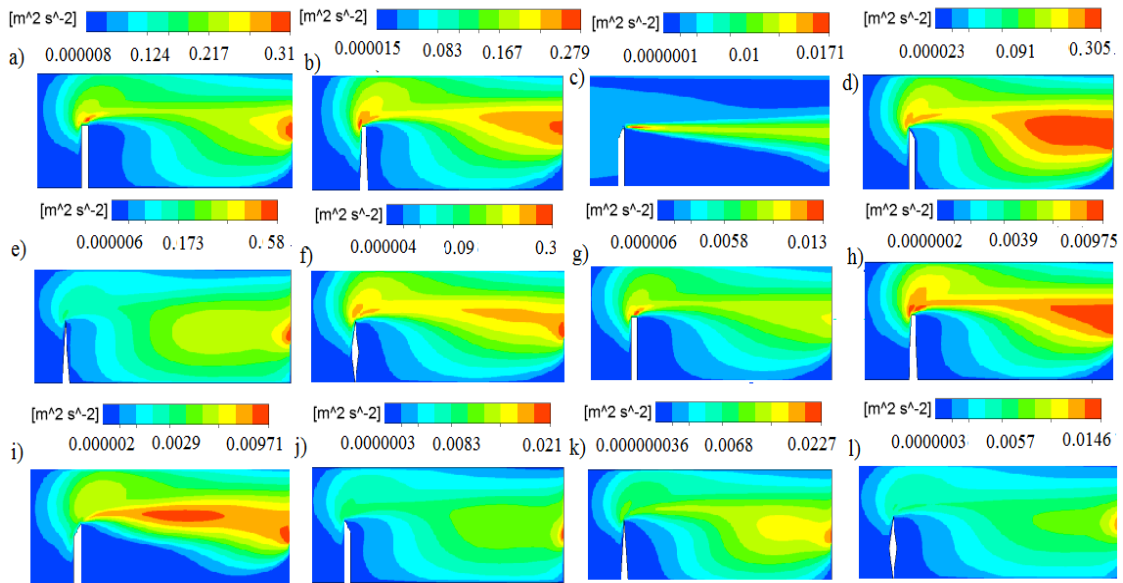 [m^2 s^-2]
a) 0.000008 0.124 0.217 0.31
[m^2 s^-2]
b) 0.000015 0.083 0.167 0.279
[m^2 s^-2]
c) 0.0000001 0.01 0.0171
[m^2 s^-2]
d) 0.000023 0.091 0.305
[m^2 s^-2]
e) 0.000006 0.173 0.58
[m^2 s^-2]
f) 0.000004 0.09 0.3
[m^2 s^-2]
g) 0.000006 0.0058 0.013
[m^2 s^-2]
h) 0.0000002 0.0039 0.00975
[m^2 s^-2]
i) 0.000002 0.0029 0.00971
[m^2 s^-2]
j) 0.0000003 0.0083 0.021
[m^2 s^-2]
k) 0.000000036 0.0068 0.0227
[m^2 s^-2]
l) 0.0000003 0.0057 0.0146